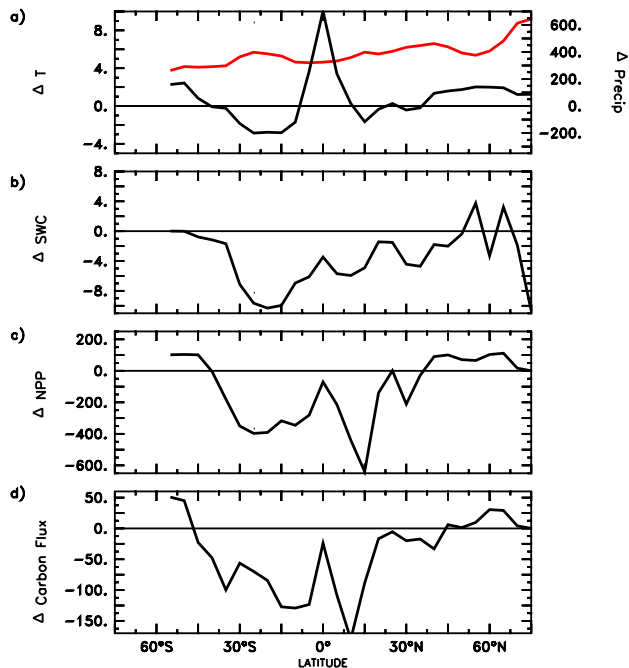 a)
8.
4.
0.
−4.
Δ T
600.
400.
200.
0.
−200.
Δ Precip
b)
8.
4.
0.
−4.
−8.
Δ SWC
c)
200.
0.
−200.
−400.
−600.
Δ NPP
d)
50.
0.
−50.
−100.
−150.
Δ Carbon Flux
60°S 30°S 0° 30°N 60°N
LATITUDE